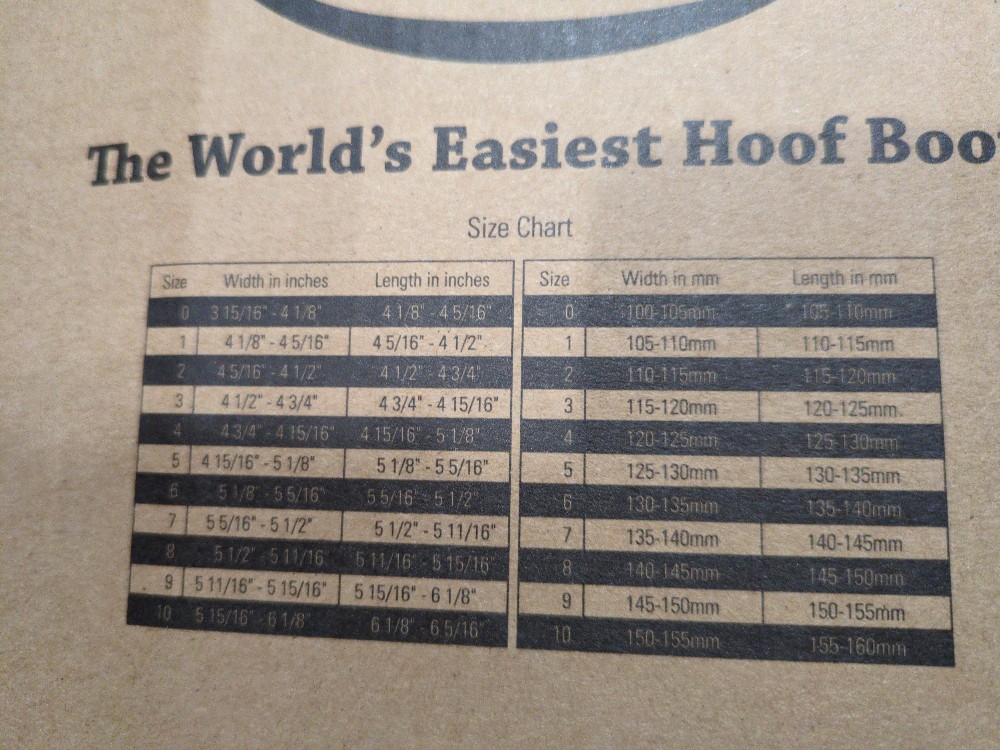 The World's Easiest Hoof Boo
Size Chart
Size Width in inches Length in inches Size Width in mm Length in mm
0 3 15/16" - 4 1/8" 4 1/8" - 4 5/16" 0 100-105mm 105-110mm
1 4 1/8" - 4 5/16" 4 5/16" - 4 1/2" 1 105-110mm 110-115mm
2 4 5/16" - 4 1/2" 4 1/2" - 4 3/4" 2 110-115mm 115-120mm
3 4 1/2" - 4 3/4" 4 3/4" - 4 15/16" 3 115-120mm 120-125mm
4 4 3/4" - 4 15/16" 4 15/16" - 5 1/8" 4 120-125mm 125-130mm
5 4 15/16" - 5 1/8" 5 1/8" - 5 5/16" 5 125-130mm 130-135mm
6 5 1/8" - 5 5/16" 5 5/16" - 5 1/2" 6 130-135mm 135-140mm
7 5 5/16" - 5 1/2" 5 1/2" - 5 11/16" 7 135-140mm 140-145mm
8 5 1/2" - 5 11/16 5 11/16" - 5 15/16" 8 140-145mm 145-150mm
9 5 11/16" - 5 15/16" 5 15/16" - 6 1/8" 9 145-150mm 150-155mm
10 5 15/16" - 6 1/8" 6 1/8" - 6 5/16" 10 150-155mm 155-160mm